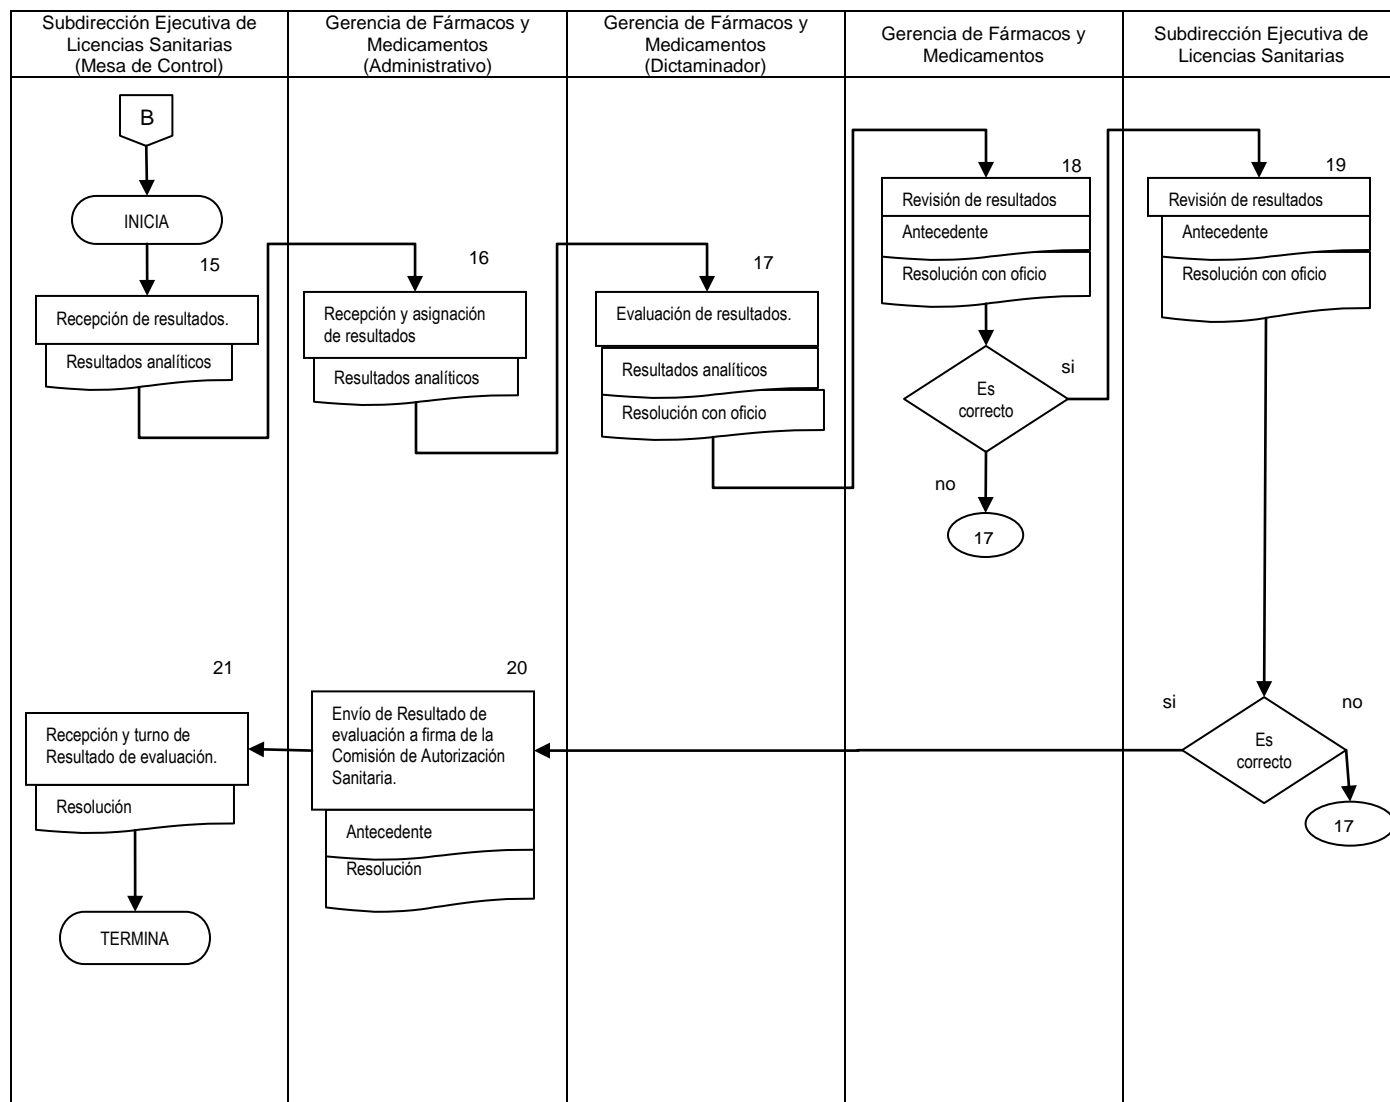 Subdirección Ejecutiva de
Licencias Sanitarias
(Mesa de Control)
Gerencia de Fármacos y
Medicamentos
(Administrativo)
Gerencia de Fármacos y
Medicamentos
(Dictaminador)
Gerencia de Fármacos y
Medicamentos
Subdirección Ejecutiva de
Licencias Sanitarias
B
INICIA
15
Recepción de resultados.
Resultados analíticos
16
Recepción y asignación
de resultados
Resultados analíticos
17
Evaluación de resultados.
Resultados analíticos
Resolución con oficio
18
Revisión de resultados
Antecedente
Resolución con oficio
Es
correcto
si
no
17
19
Revisión de resultados
Antecedente
Resolución con oficio
si
no
Es
correcto
17
20
Envío de Resultado de
evaluación a firma de la
Comisión de Autorización
Sanitaria.
Antecedente
Resolución
21
Recepción y turno de
Resultado de evaluación.
Resolución
TERMINA